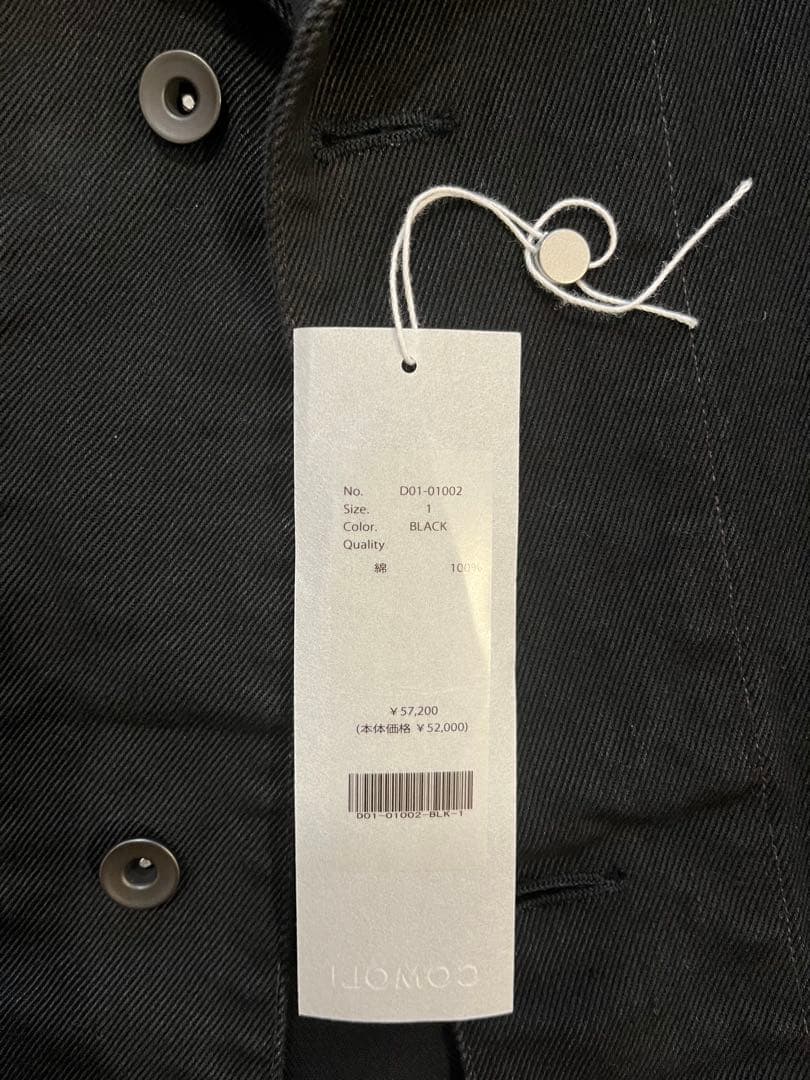 No. D01-01002
Size. 1
Color. BLACK
Quality
綿 100%
￥57,200
(本体価格 ￥52,000)
D01-01002-BLK-1
COMOLI